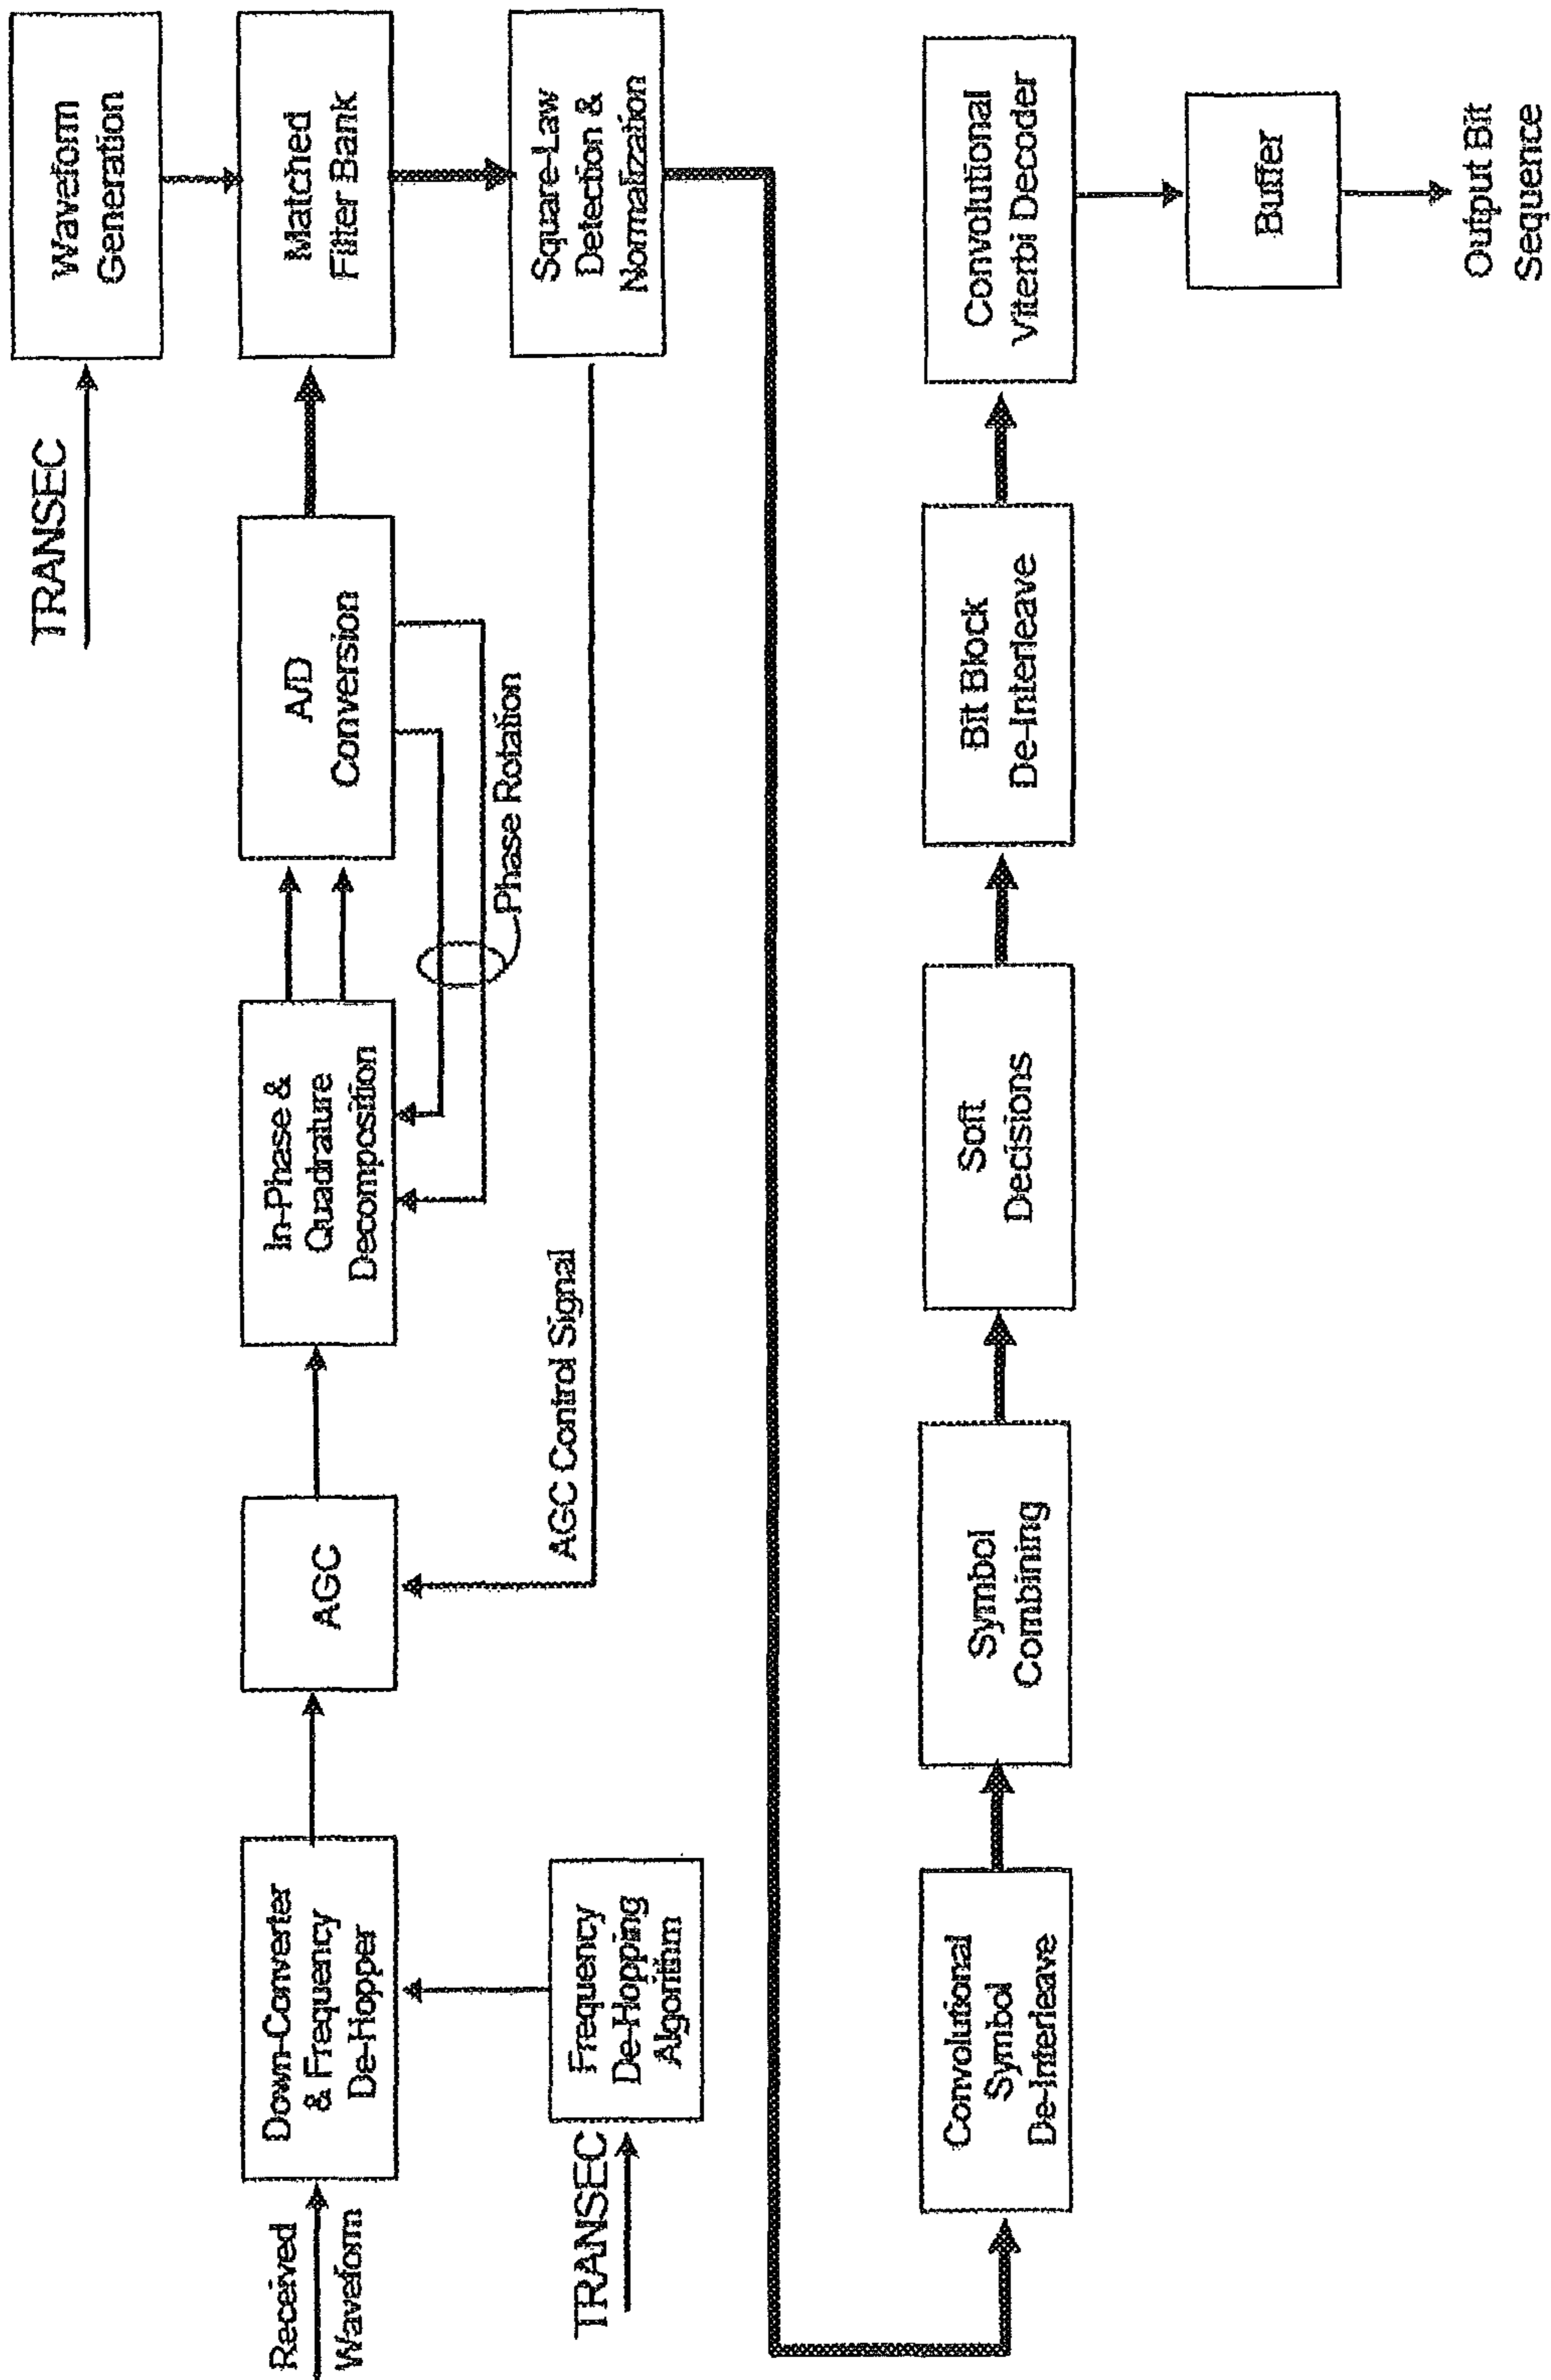 Received
Waveform
Down-Converter
& Frequency
De-Hopper
TRANSEC
Frequency
De-Hopping
Algorithm
AGC
AGC Control Signal
In-Phase &
Quadrature
Decomposition
Phase Rotation
A/D
Conversion
TRANSEC
Waveform
Generation
Matched
Filter Bank
Square-Law
Detection &
Normalization
Convolutional
Symbol
De-Interleave
Symbol
Combining
Soft
Decisions
Bit Block
De-Interleave
Convolutional
Viterbi Decoder
Buffer
Output Bit
Sequence